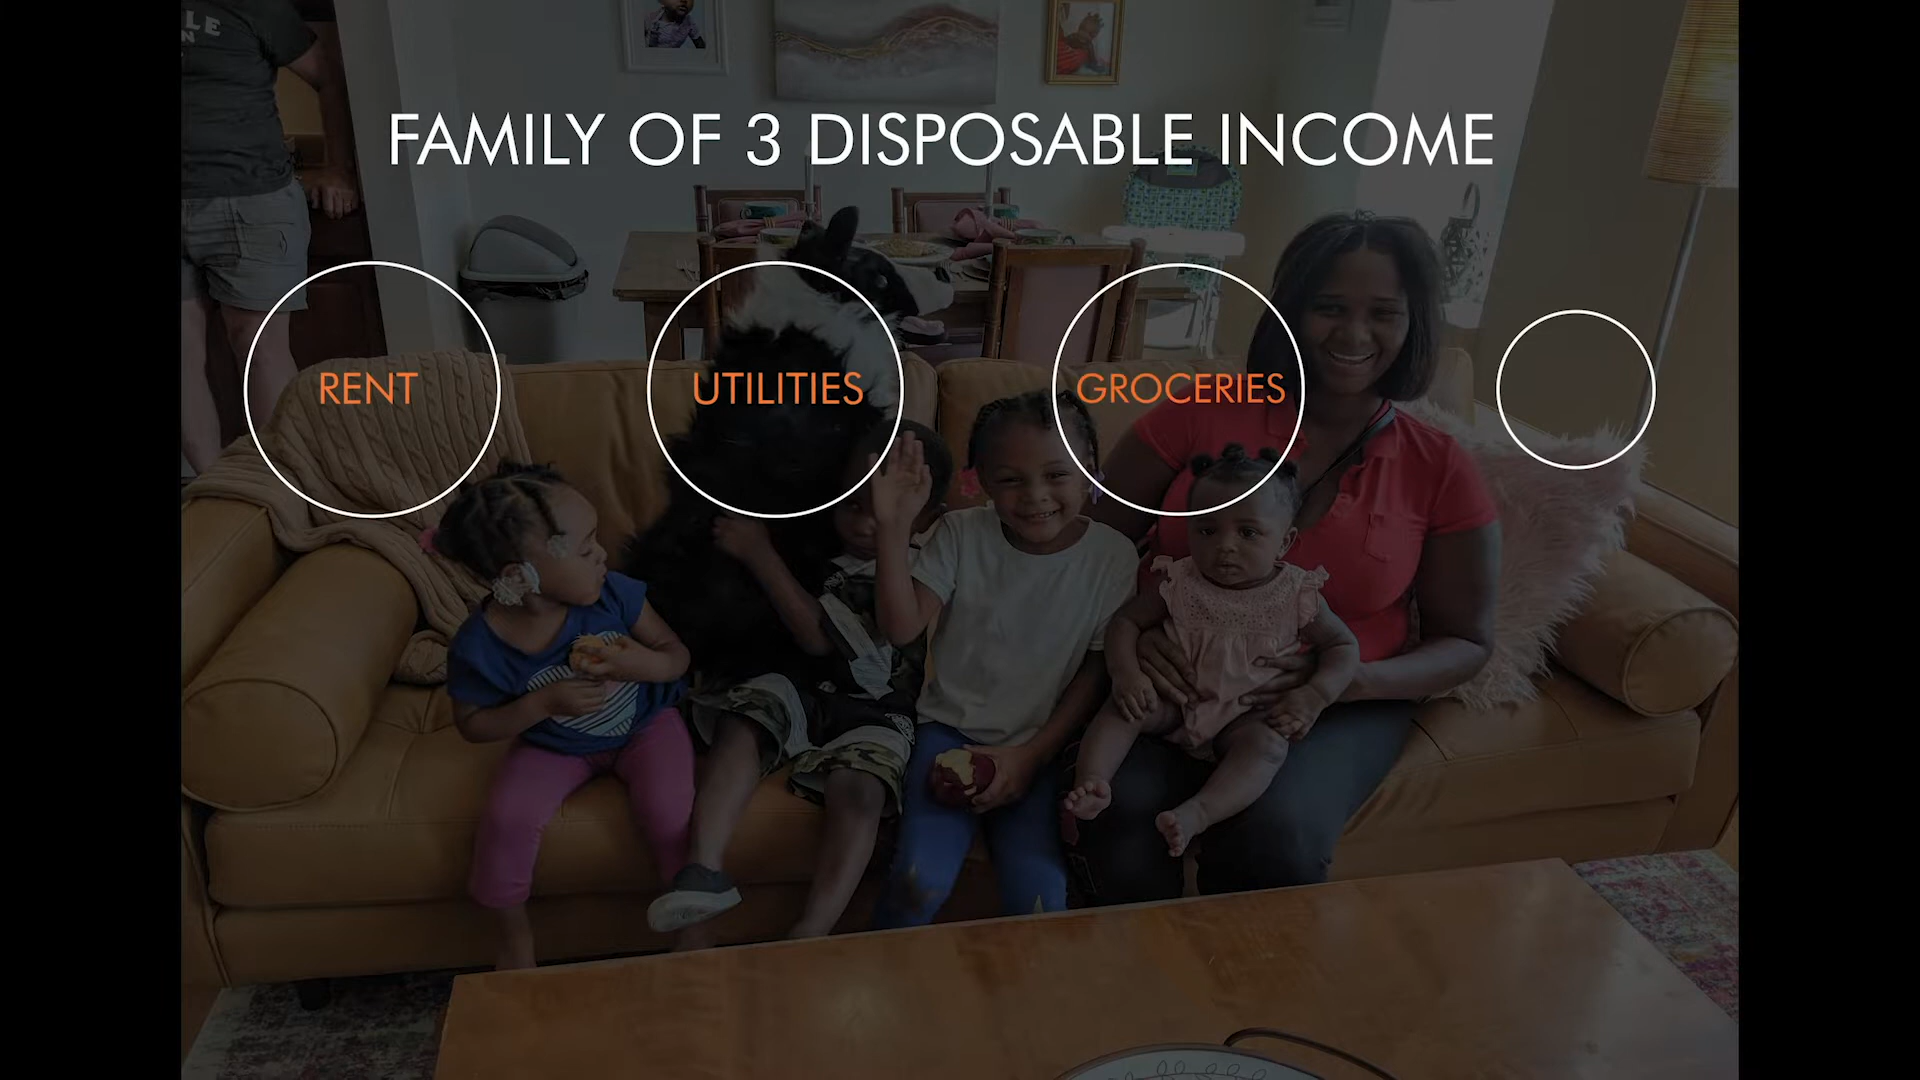 FAMILY OF 3 DISPOSABLE INCOME
RENT
UTILITIES
GROCERIES